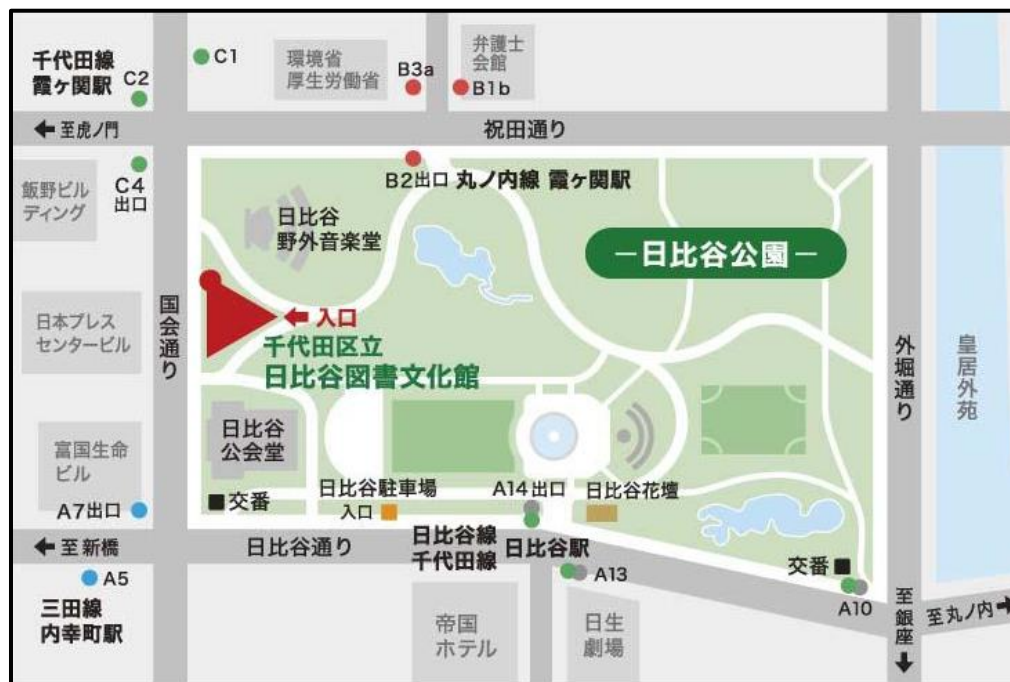 千代田線
霞ヶ関駅
C2
C1
環境省
厚生労働省
B3a
弁護士
会館
B1b
←至虎ノ門
祝田通り
飯野ビル
ディング
C4
出口
B2出口 丸ノ内線 霞ヶ関駅
日比谷
野外音楽堂
－日比谷公園－
日本プレス
センタービル
国会通り
←入口
千代田区立
日比谷図書文化館
外堀通り
皇居外苑
日比谷
公会堂
富国生命
ビル
A7出口
■交番
日比谷駐車場
入口
A14出口
日比谷花壇
←至新橋
日比谷通り
日比谷線
千代田線
日比谷駅
A13
交番■
A10
A5
三田線
内幸町駅
帝国
ホテル
日生
劇場
至銀座↓
至丸ノ内→